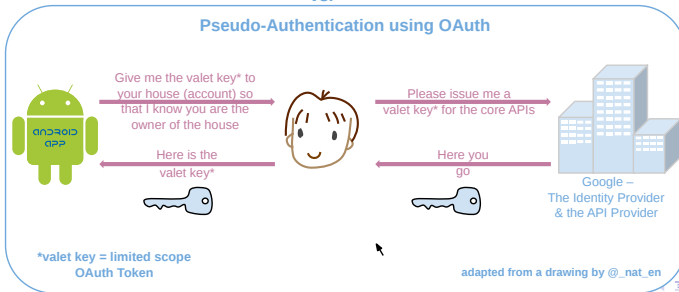 Pseudo-Authentication using OAuth
Give me the valet key* to
your house (account) so
that I know you are the
owner of the house
Please issue me a
valet key* for the core APIs
ANDROID
APP
Here is the
valet key*
Here you
go
Google –
The Identity Provider
& the API Provider
*valet key = limited scope
OAuth Token
adapted from a drawing by @_nat_en